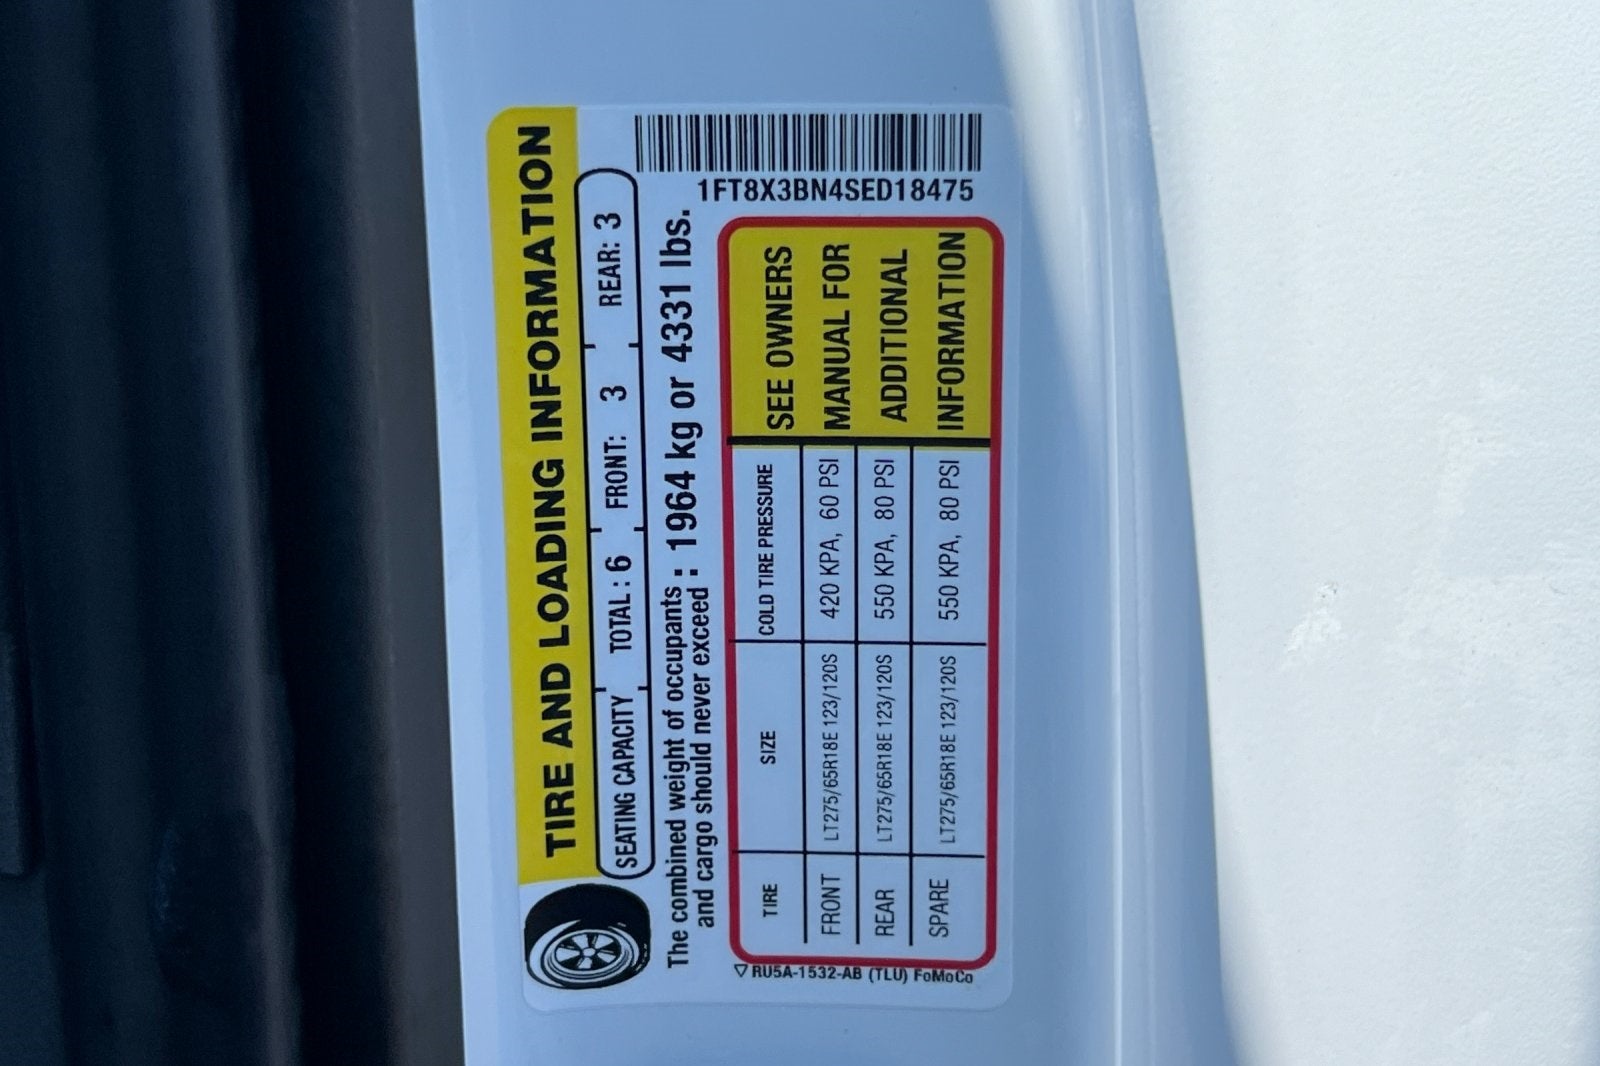 TIRE AND LOADING INFORMATION
SEATING CAPACITY TOTAL : 6 FRONT: 3 REAR: 3
The combined weight of occupants
and cargo should never exceed : 1964 kg or 4331 lbs.
1FT8X3BN4SED18475
TIRE SIZE COLD TIRE PRESSURE
FRONT LT275/65R18E 123/120S 420 KPA, 60 PSI
REAR LT275/65R18E 123/120S 550 KPA, 80 PSI
SPARE LT275/65R18E 123/120S 550 KPA, 80 PSI
SEE OWNERS
MANUAL FOR
ADDITIONAL
INFORMATION
RU5A-1532-AB (TLU) FoMoCo